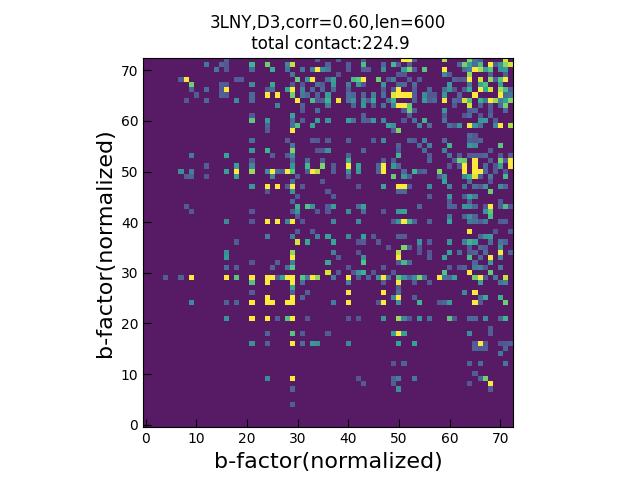 3LNY,D3,corr=0.60,len=600
total contact:224.9
70
60
50
40
30
20
10
0
b-factor(normalized)
0 10 20 30 40 50 60 70
b-factor(normalized)